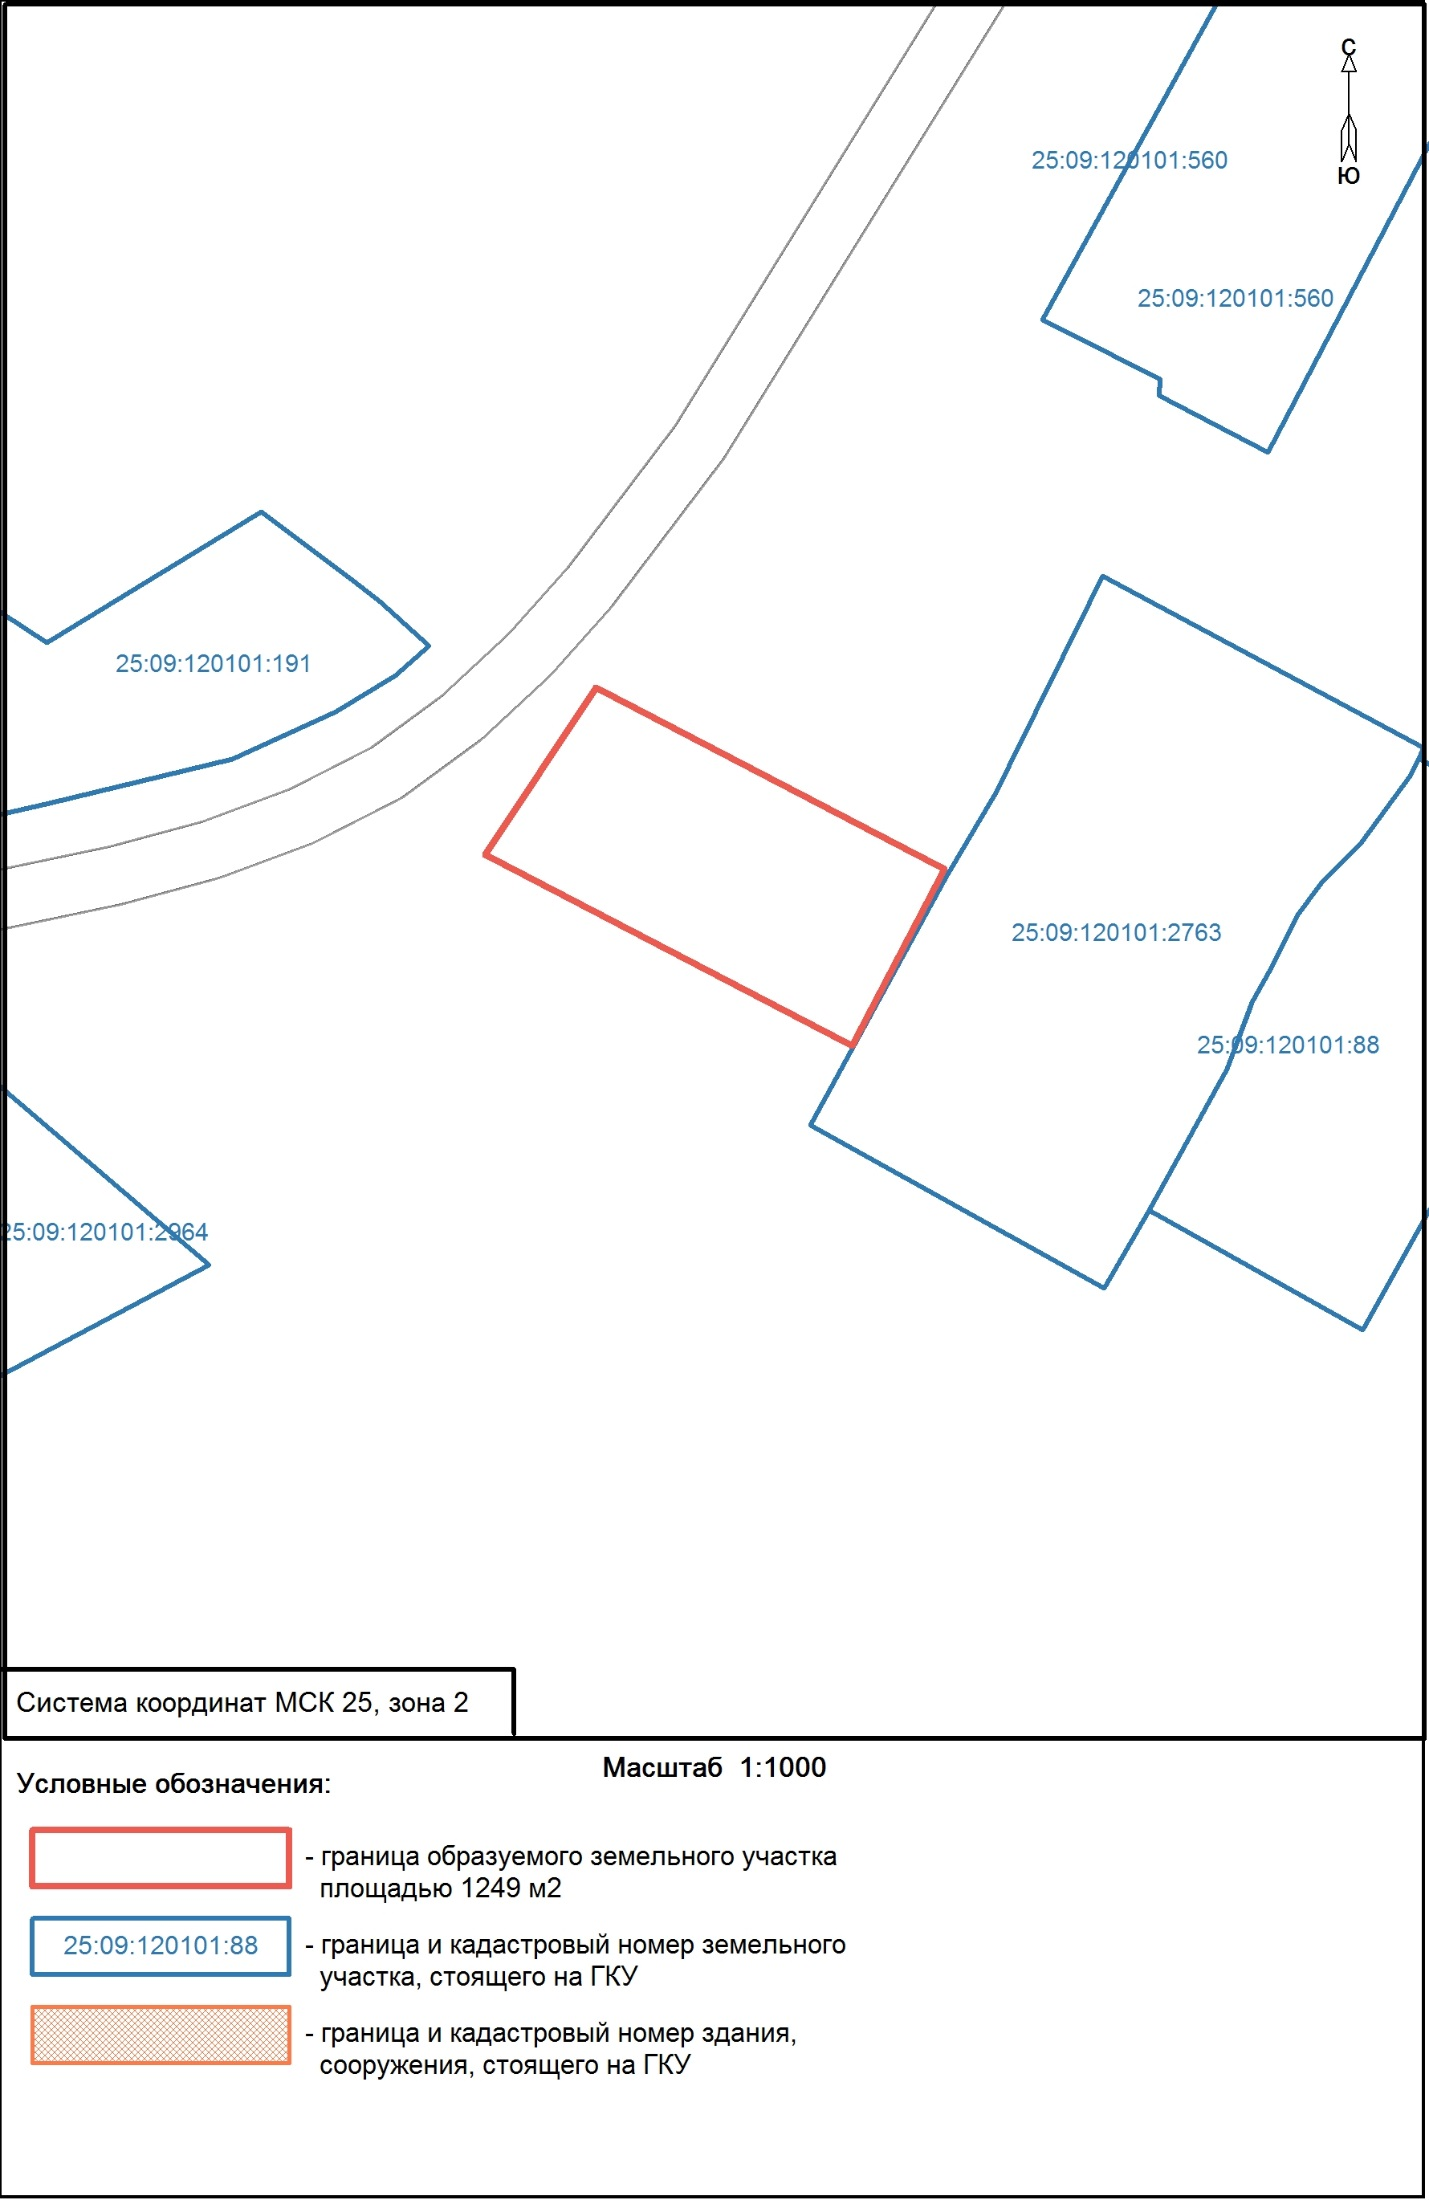 С
Ю
25:09:120101:560
25:09:120101:560
25:09:120101:191
25:09:120101:2763
25:09:120101:88
25:09:120101:2964
Система координат МСК 25, зона 2
Масштаб 1:1000
Условные обозначения:
- граница образуемого земельного участка
площадью 1249 м2
25:09:120101:88
- граница и кадастровый номер земельного
участка, стоящего на ГКУ
- граница и кадастровый номер здания,
сооружения, стоящего на ГКУ